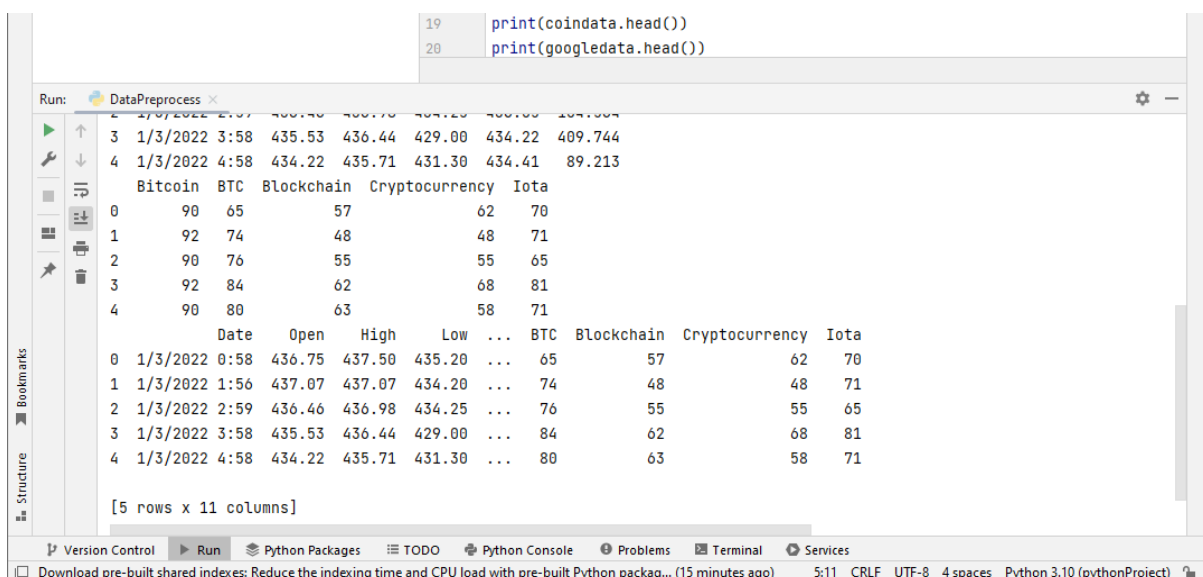 19 print(coindata.head())
20 print(googledata.head())
Run: DataPreprocess
3 1/3/2022 3:58 435.53 436.44 429.00 434.22 409.744
4 1/3/2022 4:58 434.22 435.71 431.30 434.41 89.213
Bitcoin BTC Blockchain Cryptocurrency Iota
0 90 65 57 62 70
1 92 74 48 48 71
2 90 76 55 55 65
3 92 84 62 68 81
4 90 80 63 58 71
Date Open High Low ... BTC Blockchain Cryptocurrency Iota
0 1/3/2022 0:58 436.75 437.50 435.20 ... 65 57 62 70
1 1/3/2022 1:56 437.07 437.07 434.20 ... 74 48 48 71
2 1/3/2022 2:59 436.46 436.98 434.25 ... 76 55 55 65
3 1/3/2022 3:58 435.53 436.44 429.00 ... 84 62 68 81
4 1/3/2022 4:58 434.22 435.71 431.30 ... 80 63 58 71
[5 rows x 11 columns]
Bookmarks
Structure
Version Control Run Python Packages TODO Python Console Problems Terminal Services
Download pre-built shared indexes: Reduce the indexing time and CPU load with pre-built Python packag... (15 minutes ago) 5:11 CRLF UTF-8 4 spaces Python 3.10 (pythonProject)